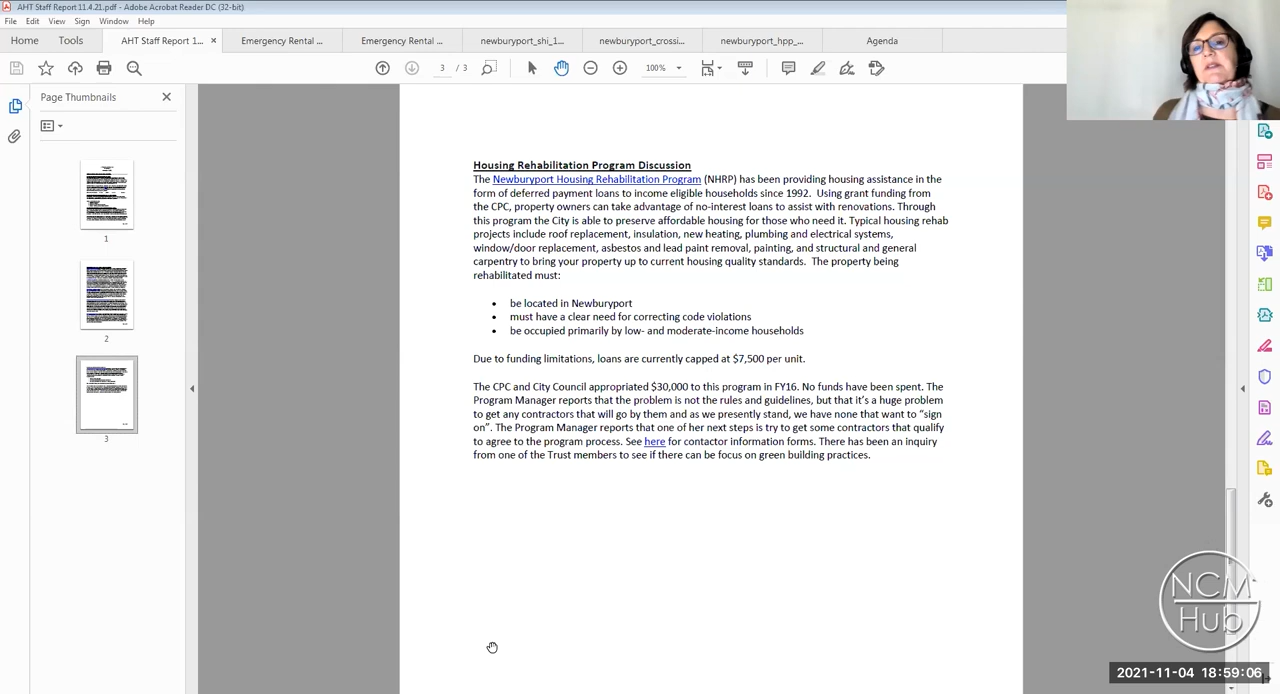 AHT Staff Report 11.4.21.pdf - Adobe Acrobat Reader DC (32-bit)
File Edit View Sign Window Help
Home Tools AHT Staff Report 1... × Emergency Rental ... Emergency Rental ... newburyport_shi_1... newburyport_crossi... newburyport_hpp_... Agenda
3 / 3 100%
Page Thumbnails ×
1
2
3
Housing Rehabilitation Program Discussion
The Newburyport Housing Rehabilitation Program (NHRP) has been providing housing assistance in the
form of deferred payment loans to income eligible households since 1992. Using grant funding from
the CPC, property owners can take advantage of no-interest loans to assist with renovations. Through
this program the City is able to preserve affordable housing for those who need it. Typical housing rehab
projects include roof replacement, insulation, new heating, plumbing and electrical systems,
window/door replacement, asbestos and lead paint removal, painting, and structural and general
carpentry to bring your property up to current housing quality standards. The property being
rehabilitated must:
• be located in Newburyport
• must have a clear need for correcting code violations
• be occupied primarily by low- and moderate-income households
Due to funding limitations, loans are currently capped at $7,500 per unit.
The CPC and City Council appropriated $30,000 to this program in FY16. No funds have been spent. The
Program Manager reports that the problem is not the rules and guidelines, but that it's a huge problem
to get any contractors that will go by them and as we presently stand, we have none that want to "sign
on". The Program Manager reports that one of her next steps is try to get some contractors that qualify
to agree to the program process. See here for contactor information forms. There has been an inquiry
from one of the Trust members to see if there can be focus on green building practices.
NCM
Hub
2021-11-04 18:59:06